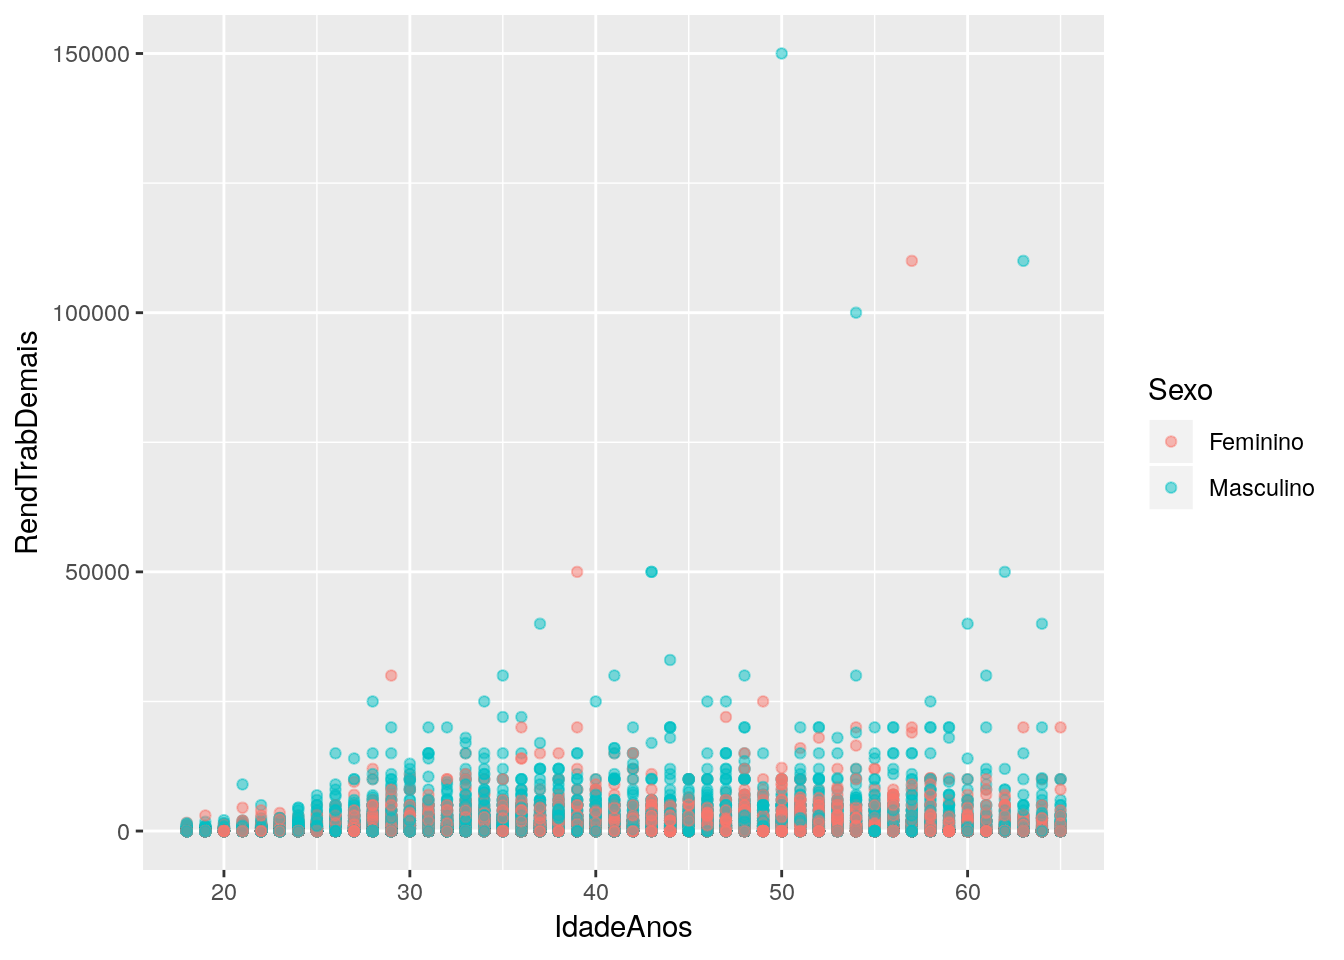 150000
100000
50000
0
RendTrabDemais
20 30 40 50 60
IdadeAnos
Sexo
Feminino
Masculino